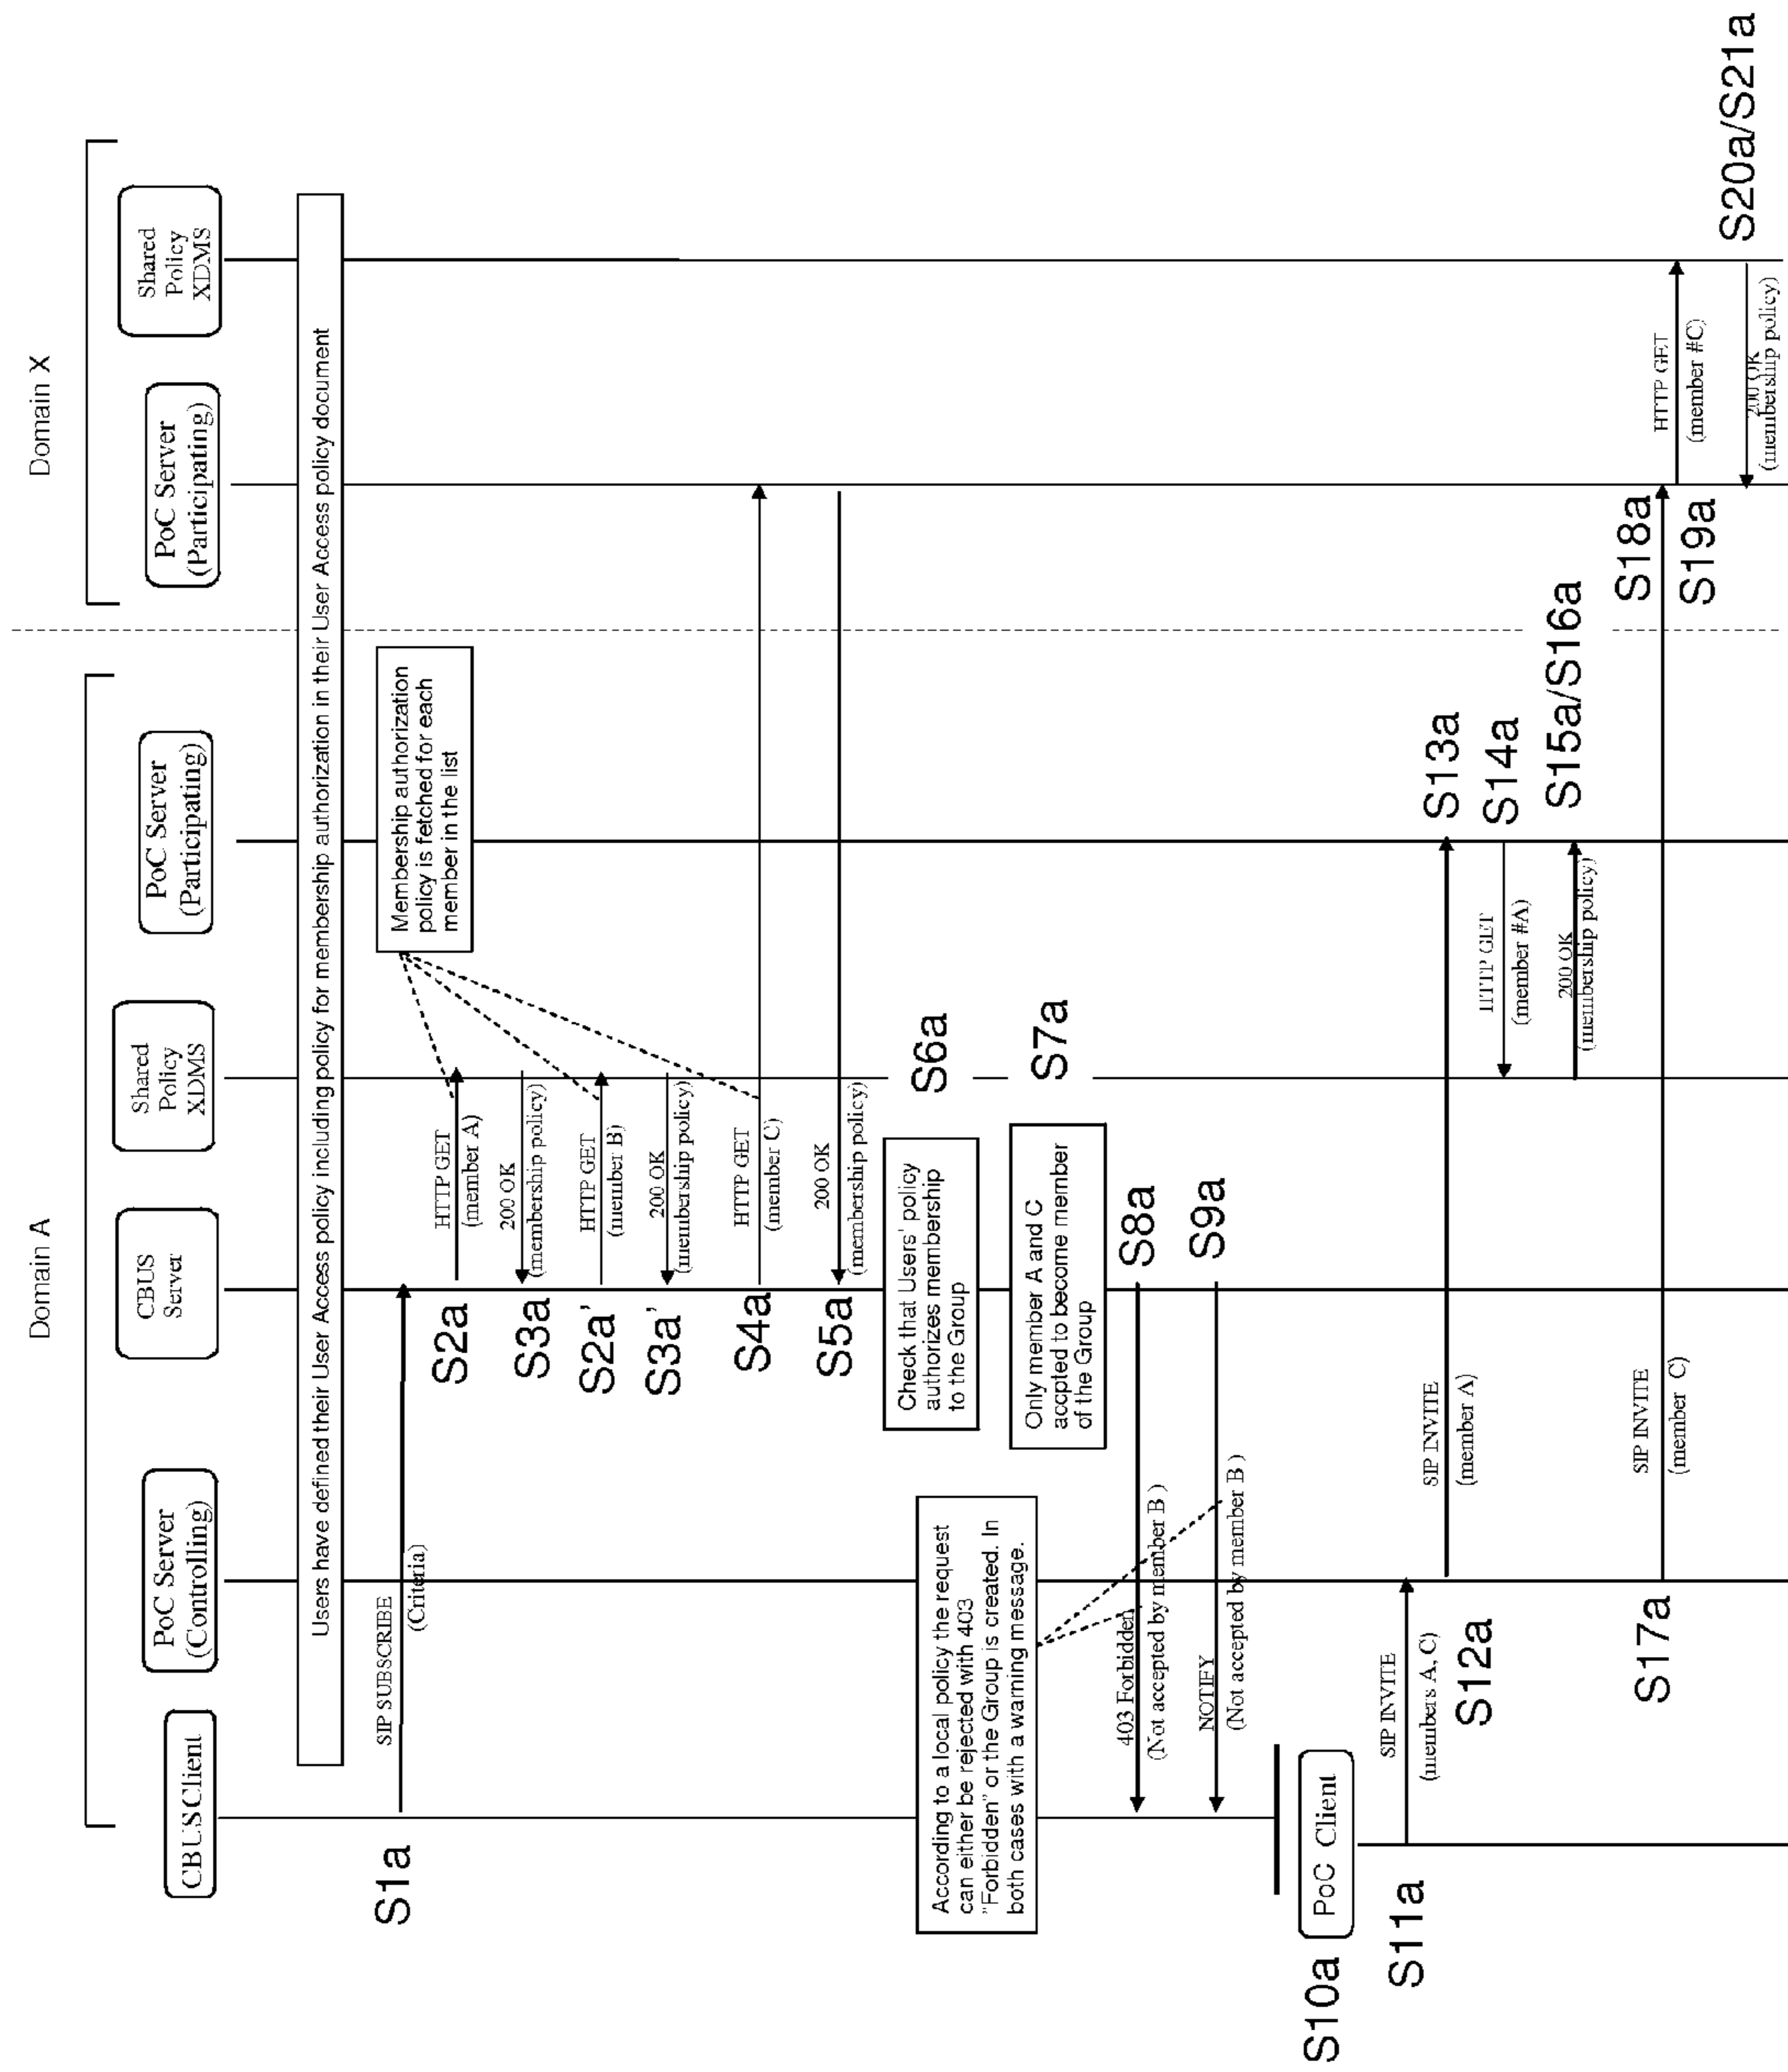 Domain A
Domain X
CBUS Client
PoC Server
(Controlling)
CBUS
Server
Shared
Policy
XDMS
PoC Server
(Participating)
PoC Server
(Participating)
Shared
Policy
XDMS
Users have defined their User Access policy including policy for membership authorization in their User Access policy document
S1a
SIP SUBSCRIBE
(Criteria)
Membership authorization
policy is fetched for each
member in the list
S2a
HTTP GET
(member A)
S3a
200 OK
(membership policy)
S2a'
HTTP GET
(member B)
S3a'
200 OK
(membership policy)
S4a
HTTP GET
(member C)
S5a
200 OK
(membership policy)
Check that Users' policy
authorizes membership
to the Group
S6a
Only member A and C
accpted to become member
of the Group
S7a
According to a local policy the request
can either be rejected with 403
"Forbidden" or the Group is created. In
both cases with a warning message.
403 Forbidden
(Not accepted by member B )
S8a
NOTIFY
(Not accepted by member B )
S9a
S10a
PoC Client
S11a
SIP INVITE
(members A, C)
S12a
SIP INVITE
(member A)
S13a
HTTP GET
(member #A)
S14a
200 OK
(membership policy)
S15a/S16a
S17a
SIP INVITE
(member C)
S18a
S19a
HTTP GET
(member #C)
200 OK
(membership policy)
S20a/S21a